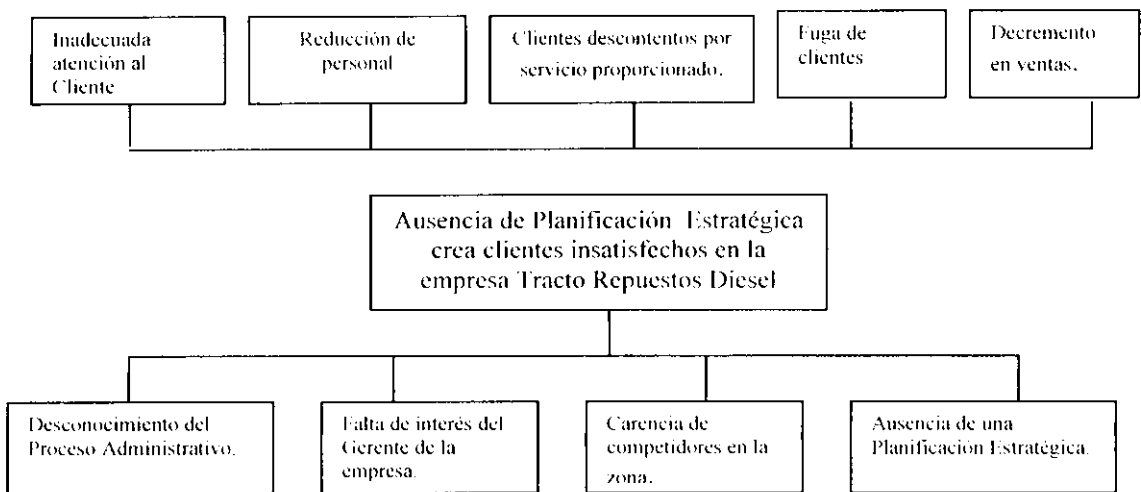 Inadecuada
atención al
Cliente
Reducción de
personal
Clientes descontentos por
servicio proporcionado.
Fuga de
clientes
Decremento
en ventas.
Ausencia de Planificación Estratégica
crea clientes insatisfechos en la
empresa Tracto Repuestos Diesel
Desconocimiento del
Proceso Administrativo.
Falta de interés del
Gerente de la
empresa.
Carencia de
competidores en la
zona.
Ausencia de una
Planificación Estratégica.